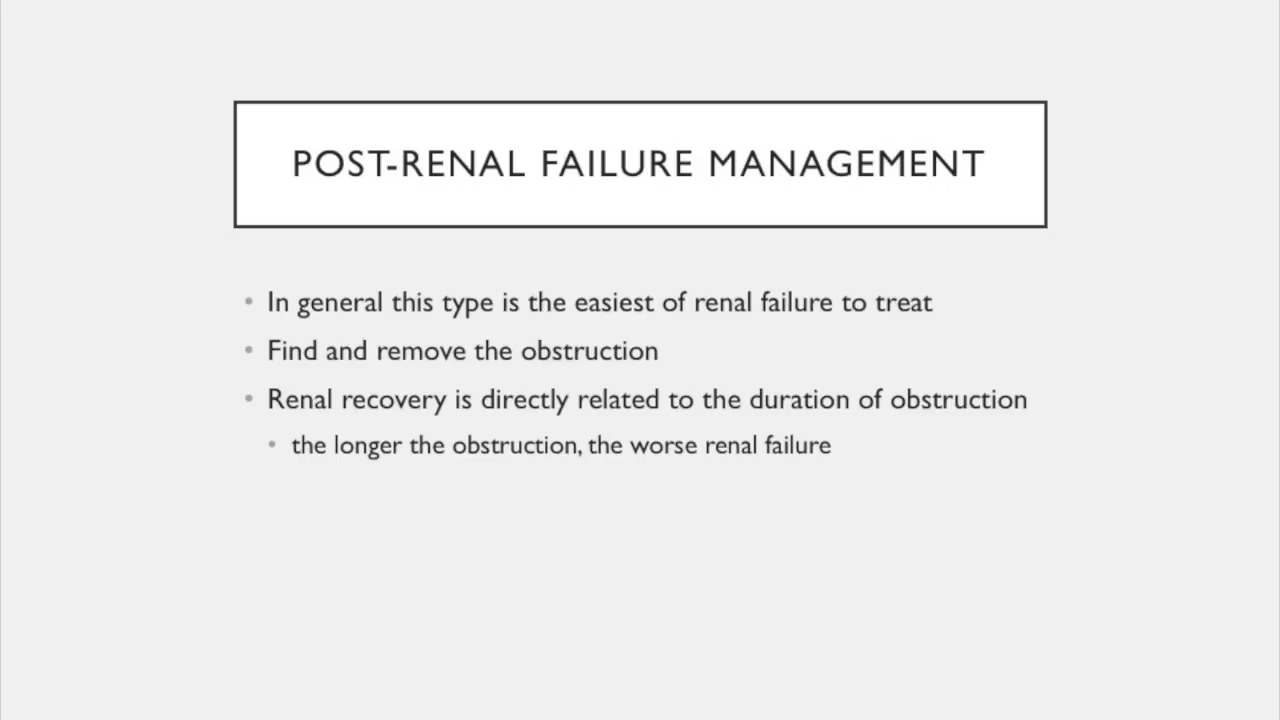 POST-RENAL FAILURE MANAGEMENT
• In general this type is the easiest of renal failure to treat
• Find and remove the obstruction
• Renal recovery is directly related to the duration of obstruction
• the longer the obstruction, the worse renal failure